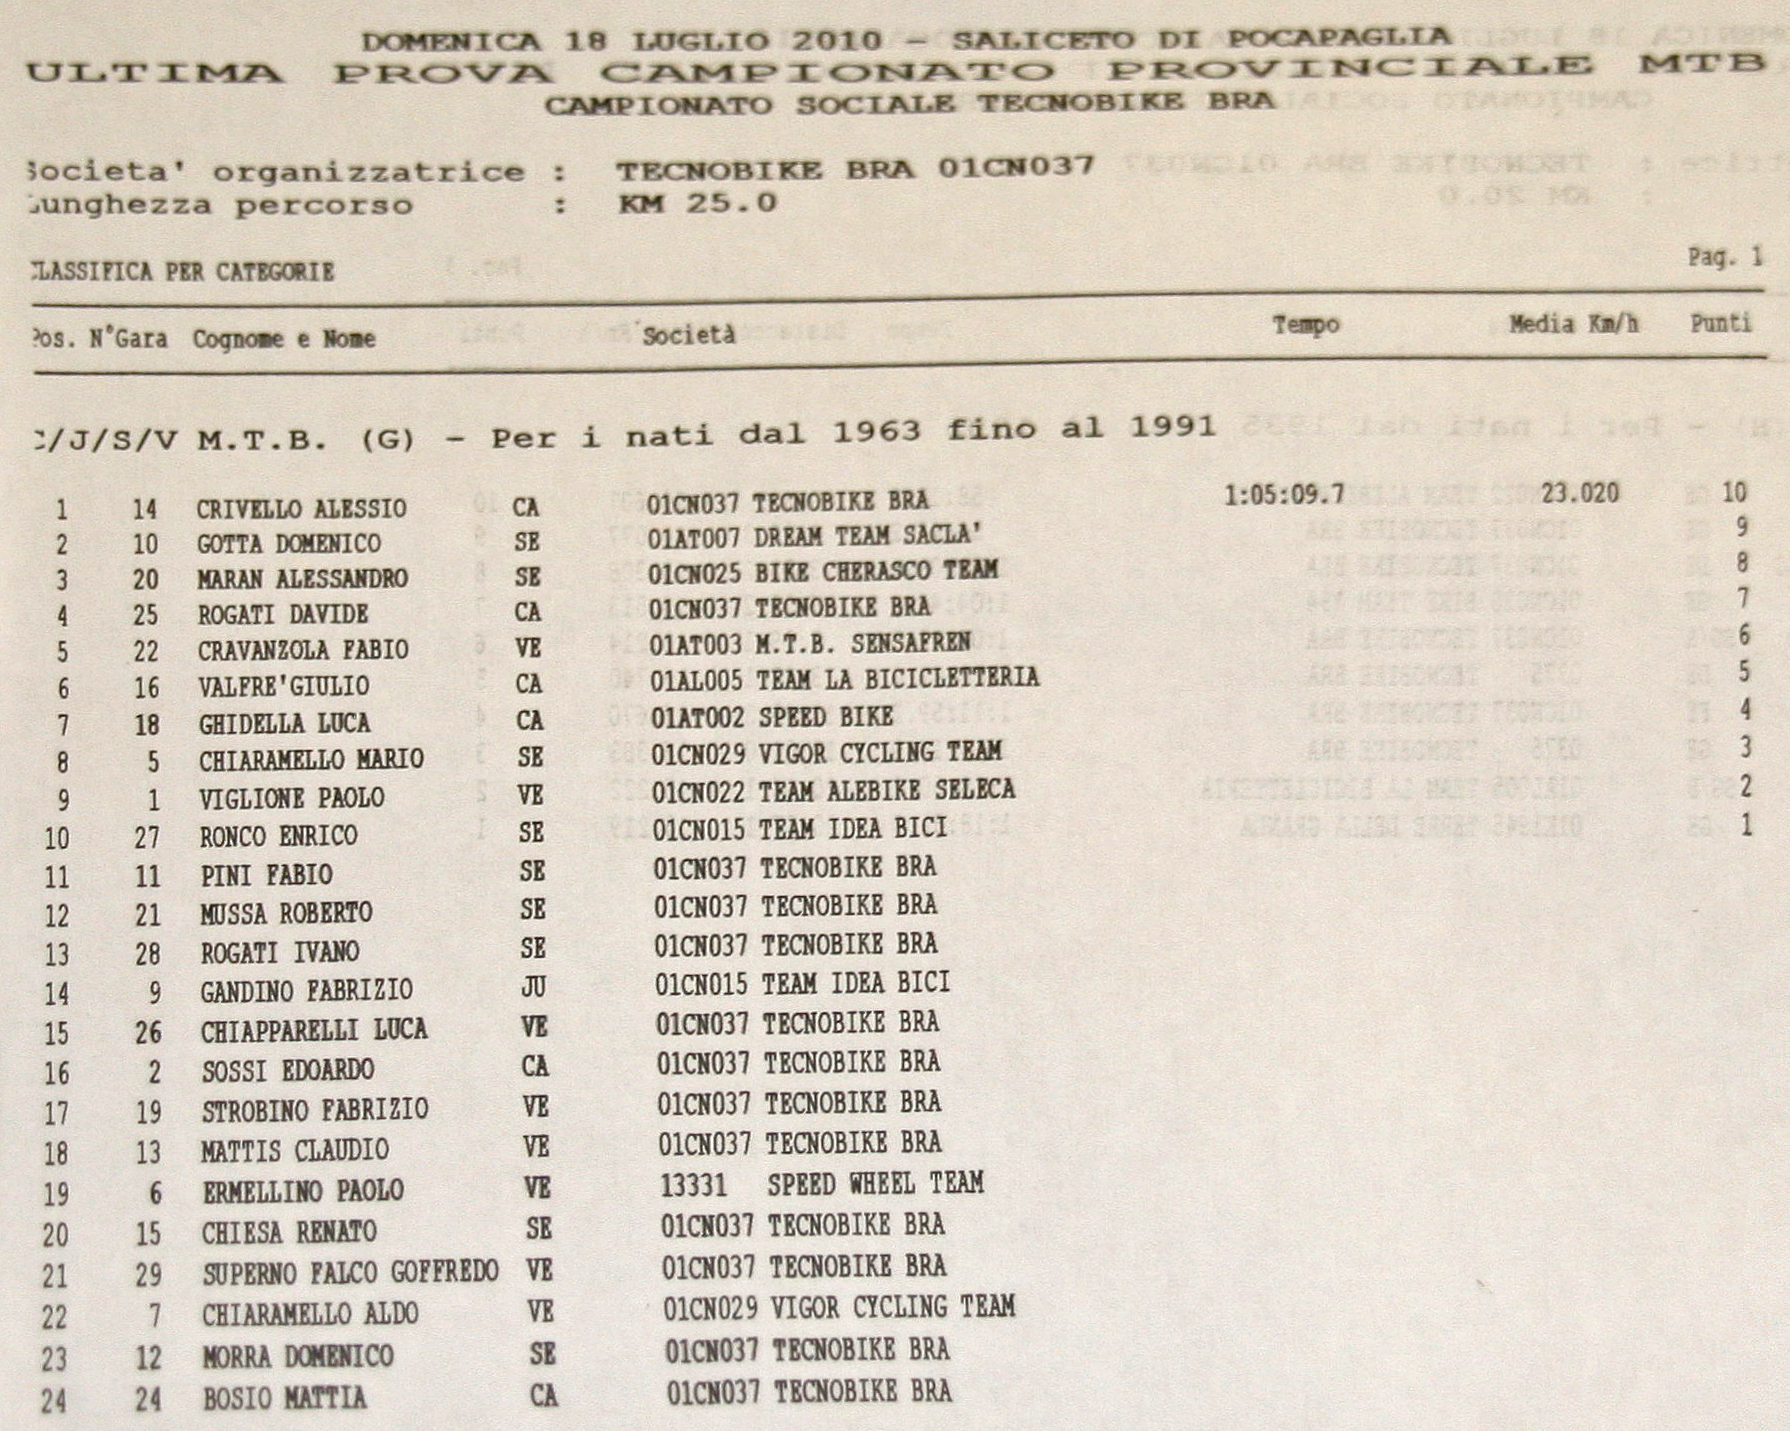 DOMENICA 18 LUGLIO 2010 - SALICETO DI POCAPAGLIA
ULTIMA PROVA CAMPIONATO PROVINCIALE MTB
CAMPIONATO SOCIALE TECNOBIKE BRA
Societa' organizzatrice : TECNOBIKE BRA 01CN037
Lunghezza percorso : KM 25.0
CLASSIFICA PER CATEGORIE Pag. 1
Pos. N°Gara Cognome e Nome Società Tempo Media Km/h Punti
C/J/S/V M.T.B. (G) - Per i nati dal 1963 fino al 1991
1 14 CRIVELLO ALESSIO CA 01CN037 TECNOBIKE BRA 1:05:09.7 23.020 10
2 10 GOTTA DOMENICO SE 01AT007 DREAM TEAM SACLA' 9
3 20 MARAN ALESSANDRO SE 01CN025 BIKE CHERASCO TEAM 8
4 25 ROGATI DAVIDE CA 01CN037 TECNOBIKE BRA 7
5 22 CRAVANZOLA FABIO VE 01AT003 M.T.B. SENSAFREN 6
6 16 VALFRE'GIULIO CA 01AL005 TEAM LA BICICLETTERIA 5
7 18 GHIDELLA LUCA CA 01AT002 SPEED BIKE 4
8 5 CHIARAMELLO MARIO SE 01CN029 VIGOR CYCLING TEAM 3
9 1 VIGLIONE PAOLO VE 01CN022 TEAM ALEBIKE SELECA 2
10 27 RONCO ENRICO SE 01CN015 TEAM IDEA BICI 1
11 11 PINI FABIO SE 01CN037 TECNOBIKE BRA
12 21 MUSSA ROBERTO SE 01CN037 TECNOBIKE BRA
13 28 ROGATI IVANO SE 01CN037 TECNOBIKE BRA
14 9 GANDINO FABRIZIO JU 01CN015 TEAM IDEA BICI
15 26 CHIAPPARELLI LUCA VE 01CN037 TECNOBIKE BRA
16 2 SOSSI EDOARDO CA 01CN037 TECNOBIKE BRA
17 19 STROBINO FABRIZIO VE 01CN037 TECNOBIKE BRA
18 13 MATTIS CLAUDIO VE 01CN037 TECNOBIKE BRA
19 6 ERMELLINO PAOLO VE 13331 SPEED WHEEL TEAM
20 15 CHIESA RENATO SE 01CN037 TECNOBIKE BRA
21 29 SUPERNO FALCO GOFFREDO VE 01CN037 TECNOBIKE BRA
22 7 CHIARAMELLO ALDO VE 01CN029 VIGOR CYCLING TEAM
23 12 MORRA DOMENICO SE 01CN037 TECNOBIKE BRA
24 24 BOSIO MATTIA CA 01CN037 TECNOBIKE BRA